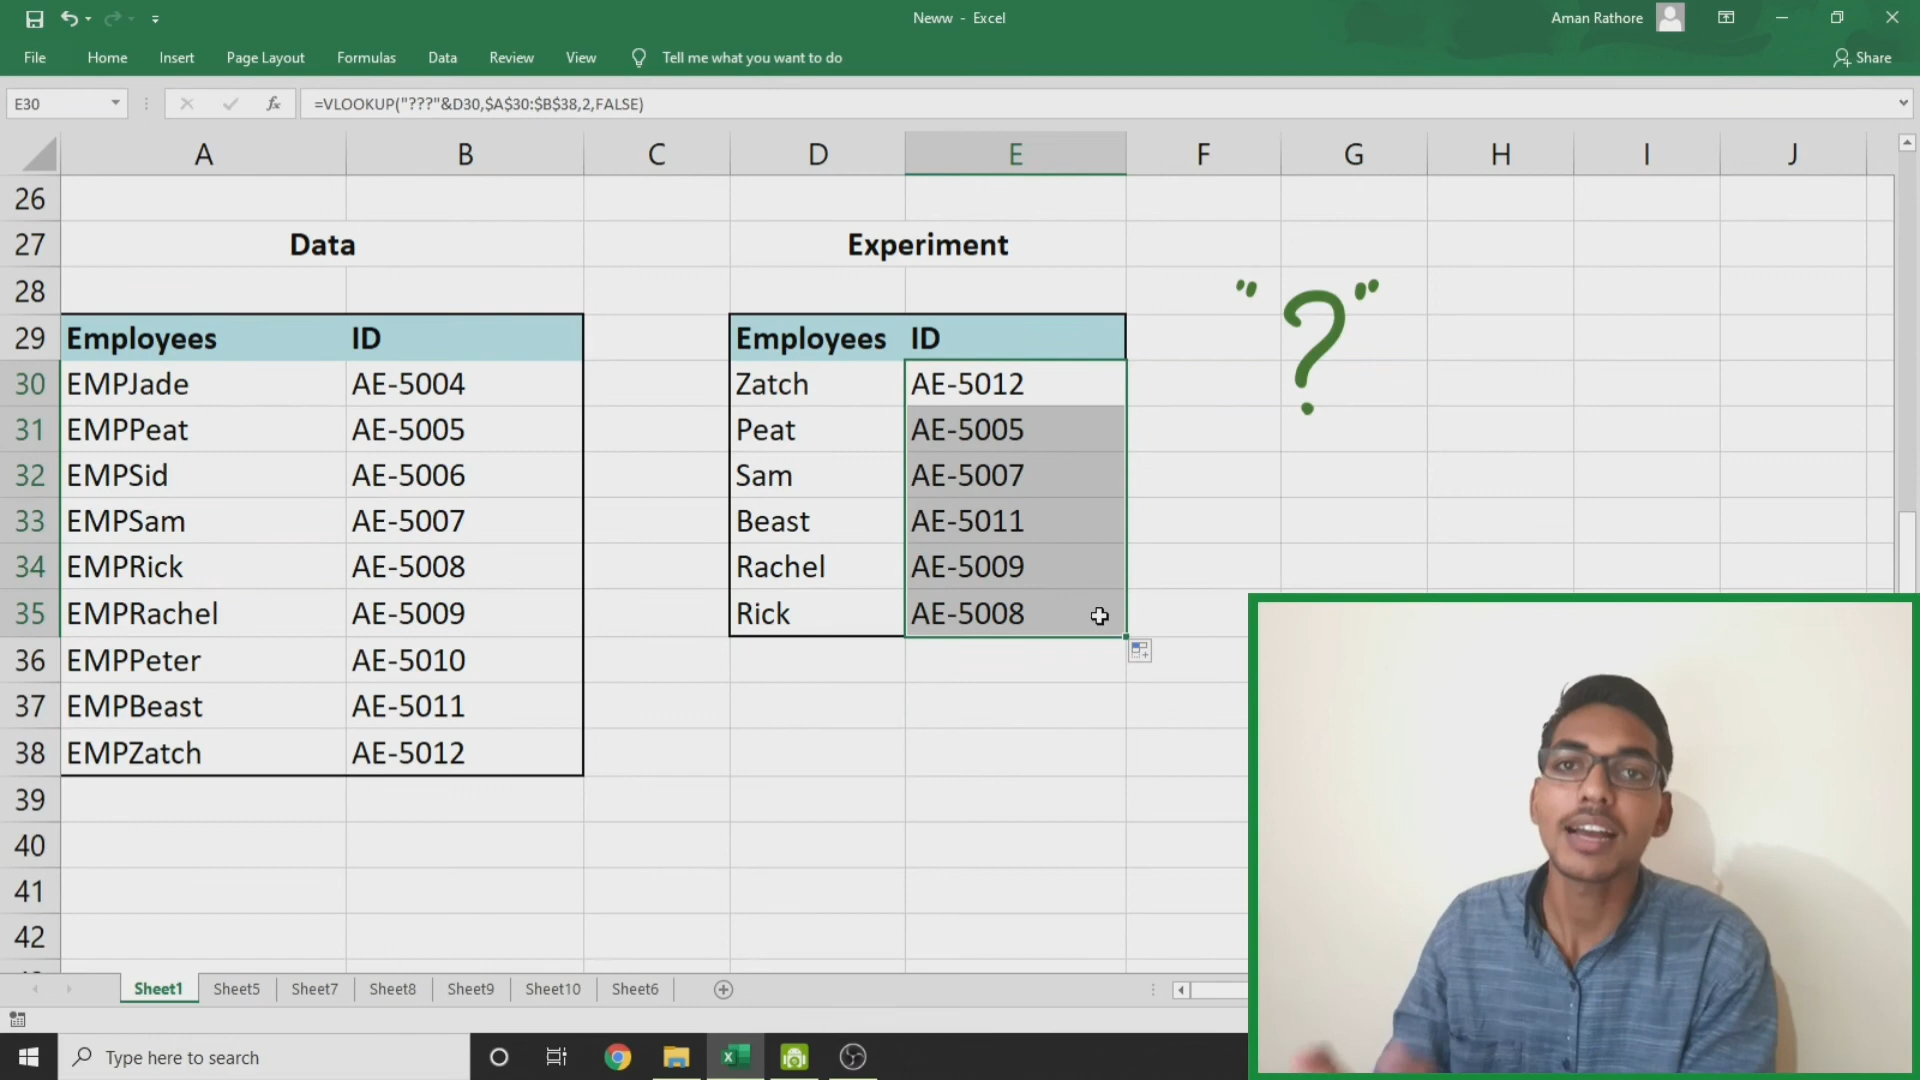 Neww - Excel
Aman Rathore
File Home Insert Page Layout Formulas Data Review View Tell me what you want to do Share
E30 fx =VLOOKUP("???"&D30,$A$30:$B$38,2,FALSE)
A B C D E F G H I J
26
27 Data Experiment
28 "?"
29 Employees ID Employees ID
30 EMPJade AE-5004 Zatch AE-5012
31 EMPPeat AE-5005 Peat AE-5005
32 EMPSid AE-5006 Sam AE-5007
33 EMPSam AE-5007 Beast AE-5011
34 EMPRick AE-5008 Rachel AE-5009
35 EMPRachel AE-5009 Rick AE-5008
36 EMPPeter AE-5010
37 EMPBeast AE-5011
38 EMPZatch AE-5012
39
40
41
42
Sheet1 Sheet5 Sheet7 Sheet8 Sheet9 Sheet10 Sheet6
Type here to search